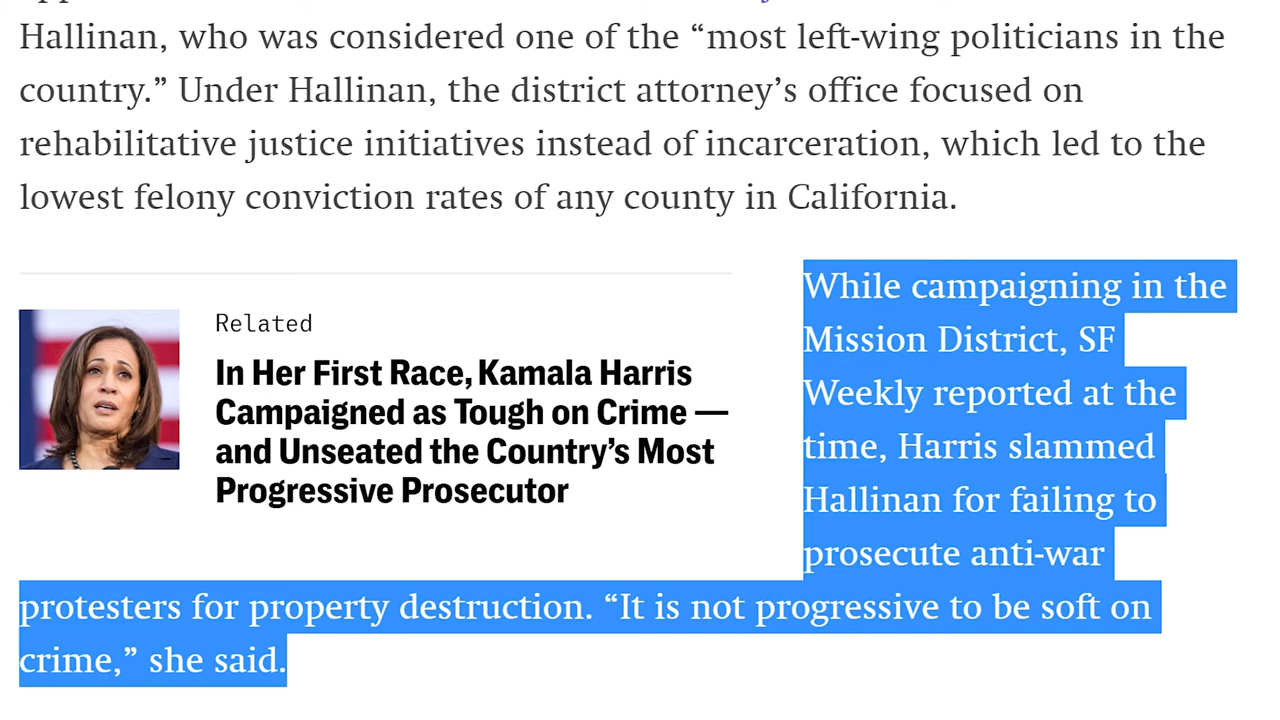 Hallinan, who was considered one of the “most left-wing politicians in the
country.” Under Hallinan, the district attorney’s office focused on
rehabilitative justice initiatives instead of incarceration, which led to the
lowest felony conviction rates of any county in California.
Related
In Her First Race, Kamala Harris
Campaigned as Tough on Crime —
and Unseated the Country’s Most
Progressive Prosecutor
While campaigning in the
Mission District, SF
Weekly reported at the
time, Harris slammed
Hallinan for failing to
prosecute anti-war
protesters for property destruction. “It is not progressive to be soft on
crime,” she said.